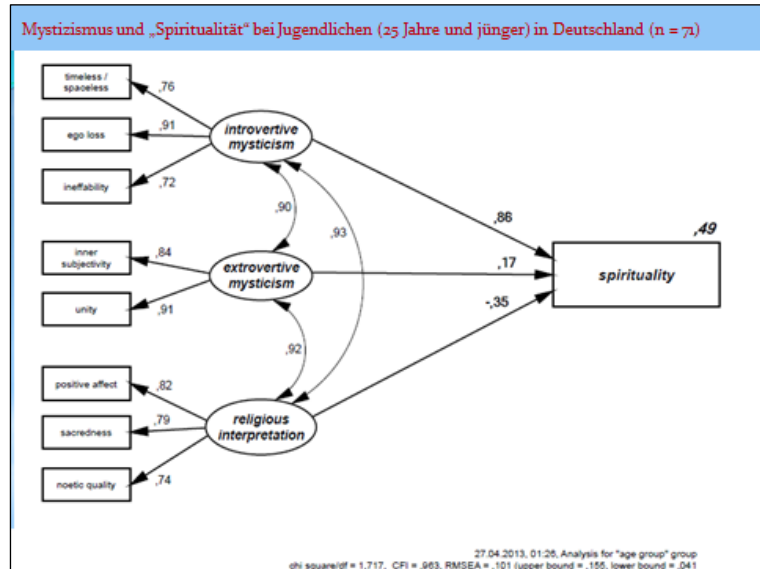 Mystizismus und „Spiritualität“ bei Jugendlichen (25 Jahre und jünger) in Deutschland (n = 71)
timeless /
spaceless
,76
ego loss
,91
introvertive
mysticism
ineffability
,72
,90
,93
,86
,49
inner
subjectivity
,84
extrovertive
mysticism
,17
spirituality
unity
,91
-,35
,92
positive affect
,82
sacredness
,79
religious
interpretation
noetic quality
,74
27.04.2013, 01:26, Analysis for "age group" group
chi square/df = 1,717, CFI = ,963, RMSEA = ,101 (upper bound = ,155, lower bound = ,041